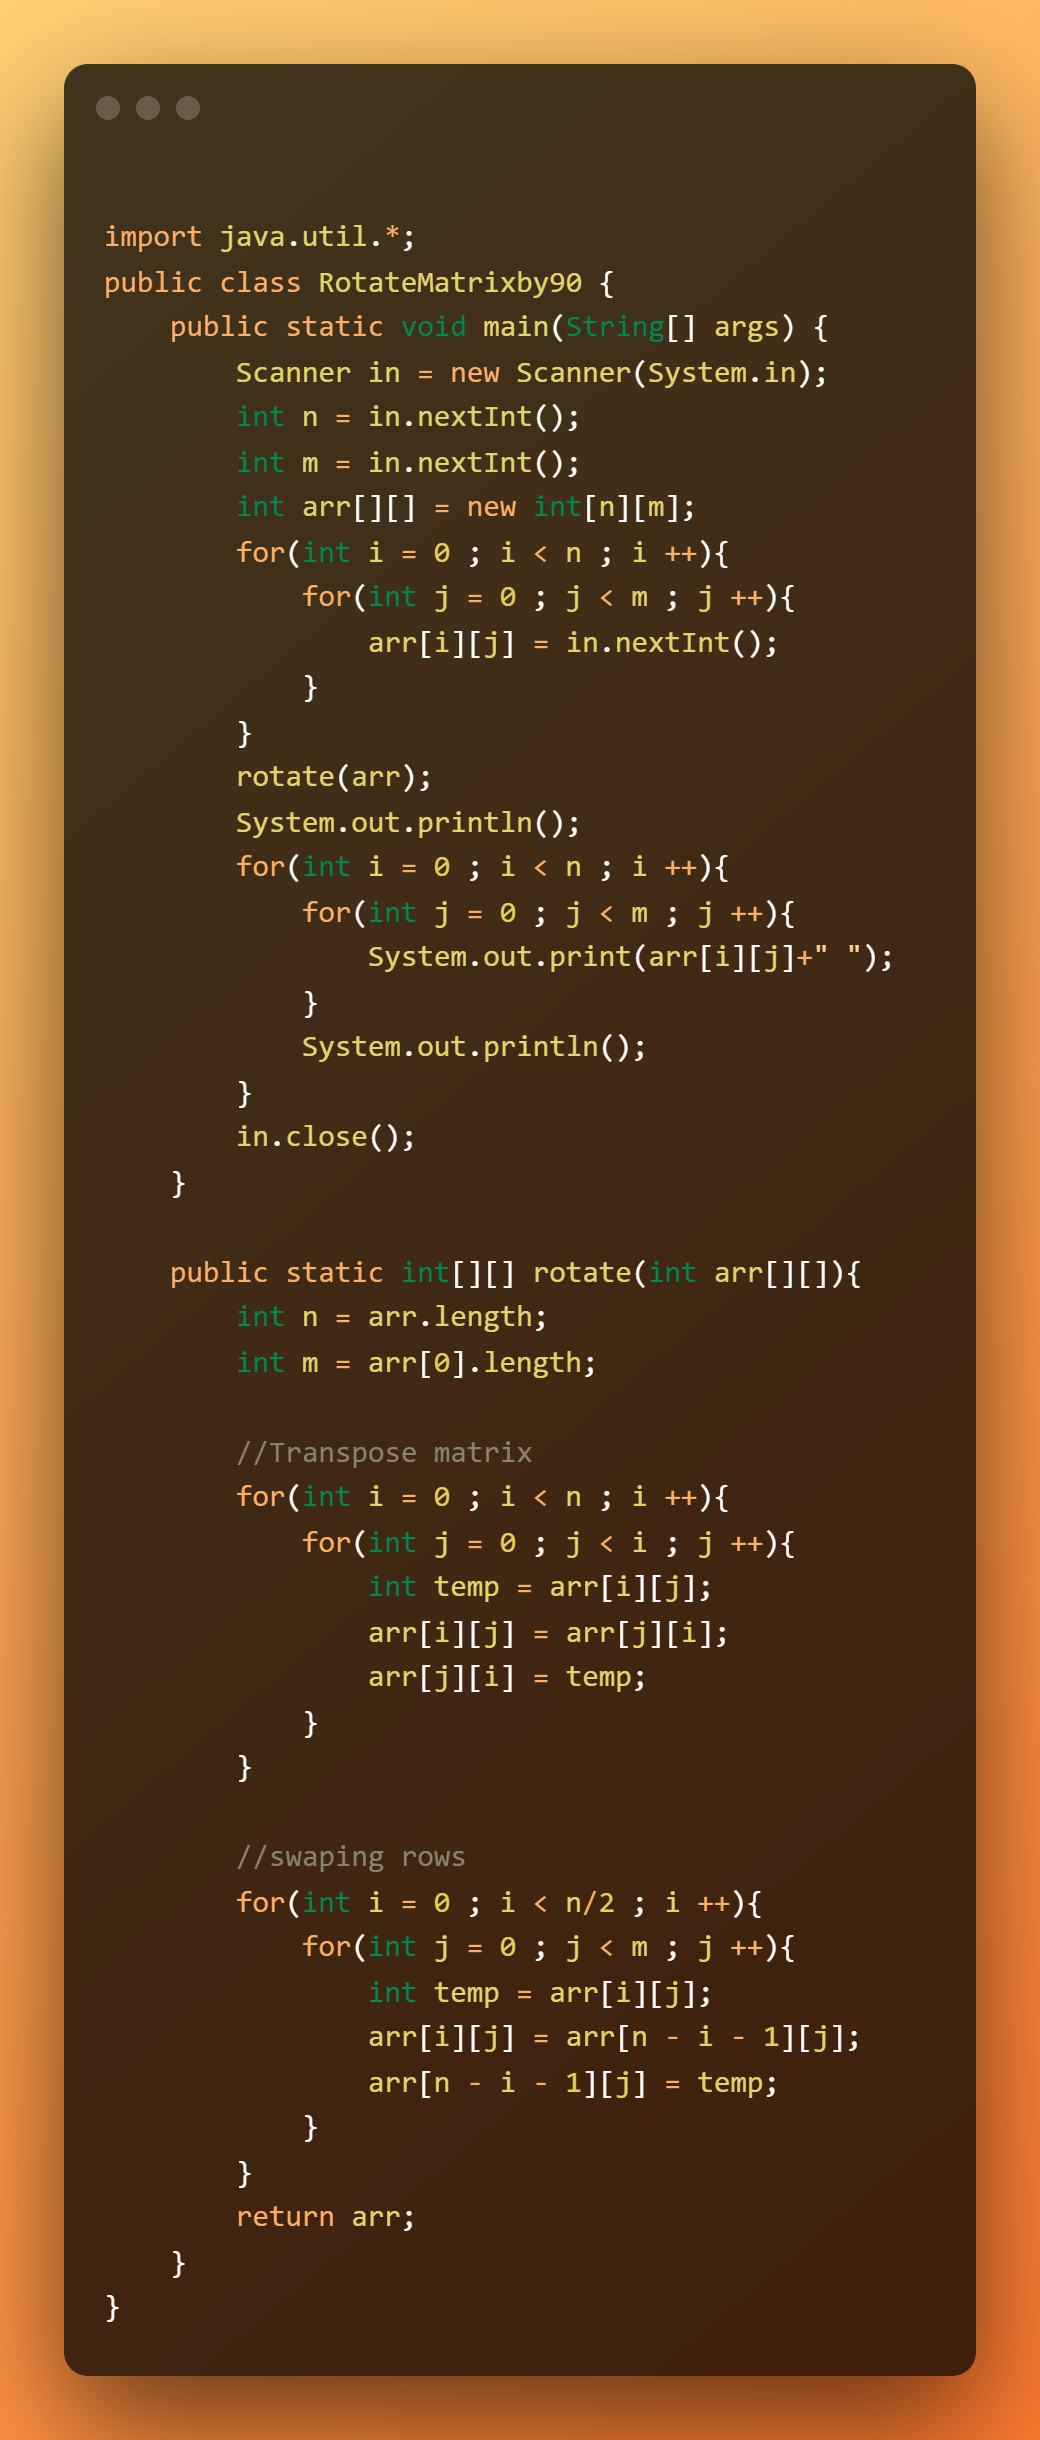 import java.util.*;
public class RotateMatrixby90 {
    public static void main(String[] args) {
        Scanner in = new Scanner(System.in);
        int n = in.nextInt();
        int m = in.nextInt();
        int arr[][] = new int[n][m];
        for(int i = 0 ; i < n ; i ++){
            for(int j = 0 ; j < m ; j ++){
                arr[i][j] = in.nextInt();
            }
        }
        rotate(arr);
        System.out.println();
        for(int i = 0 ; i < n ; i ++){
            for(int j = 0 ; j < m ; j ++){
                System.out.print(arr[i][j]+" ");
            }
            System.out.println();
        }
        in.close();
    }

    public static int[][] rotate(int arr[][]){
        int n = arr.length;
        int m = arr[0].length;

        //Transpose matrix
        for(int i = 0 ; i < n ; i ++){
            for(int j = 0 ; j < i ; j ++){
                int temp = arr[i][j];
                arr[i][j] = arr[j][i];
                arr[j][i] = temp;
            }
        }

        //swaping rows
        for(int i = 0 ; i < n/2 ; i ++){
            for(int j = 0 ; j < m ; j ++){
                int temp = arr[i][j];
                arr[i][j] = arr[n - i - 1][j];
                arr[n - i - 1][j] = temp;
            }
        }
        return arr;
    }
}